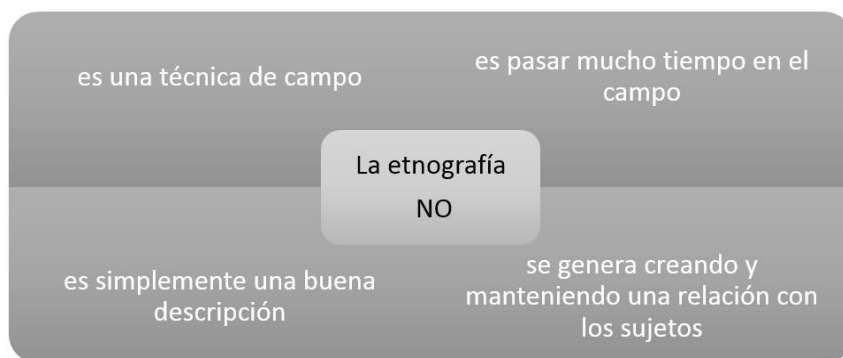 es una técnica de campo
es pasar mucho tiempo en el
campo
La etnografía
NO
es simplemente una buena
descripción
se genera creando y
manteniendo una relación con
los sujetos